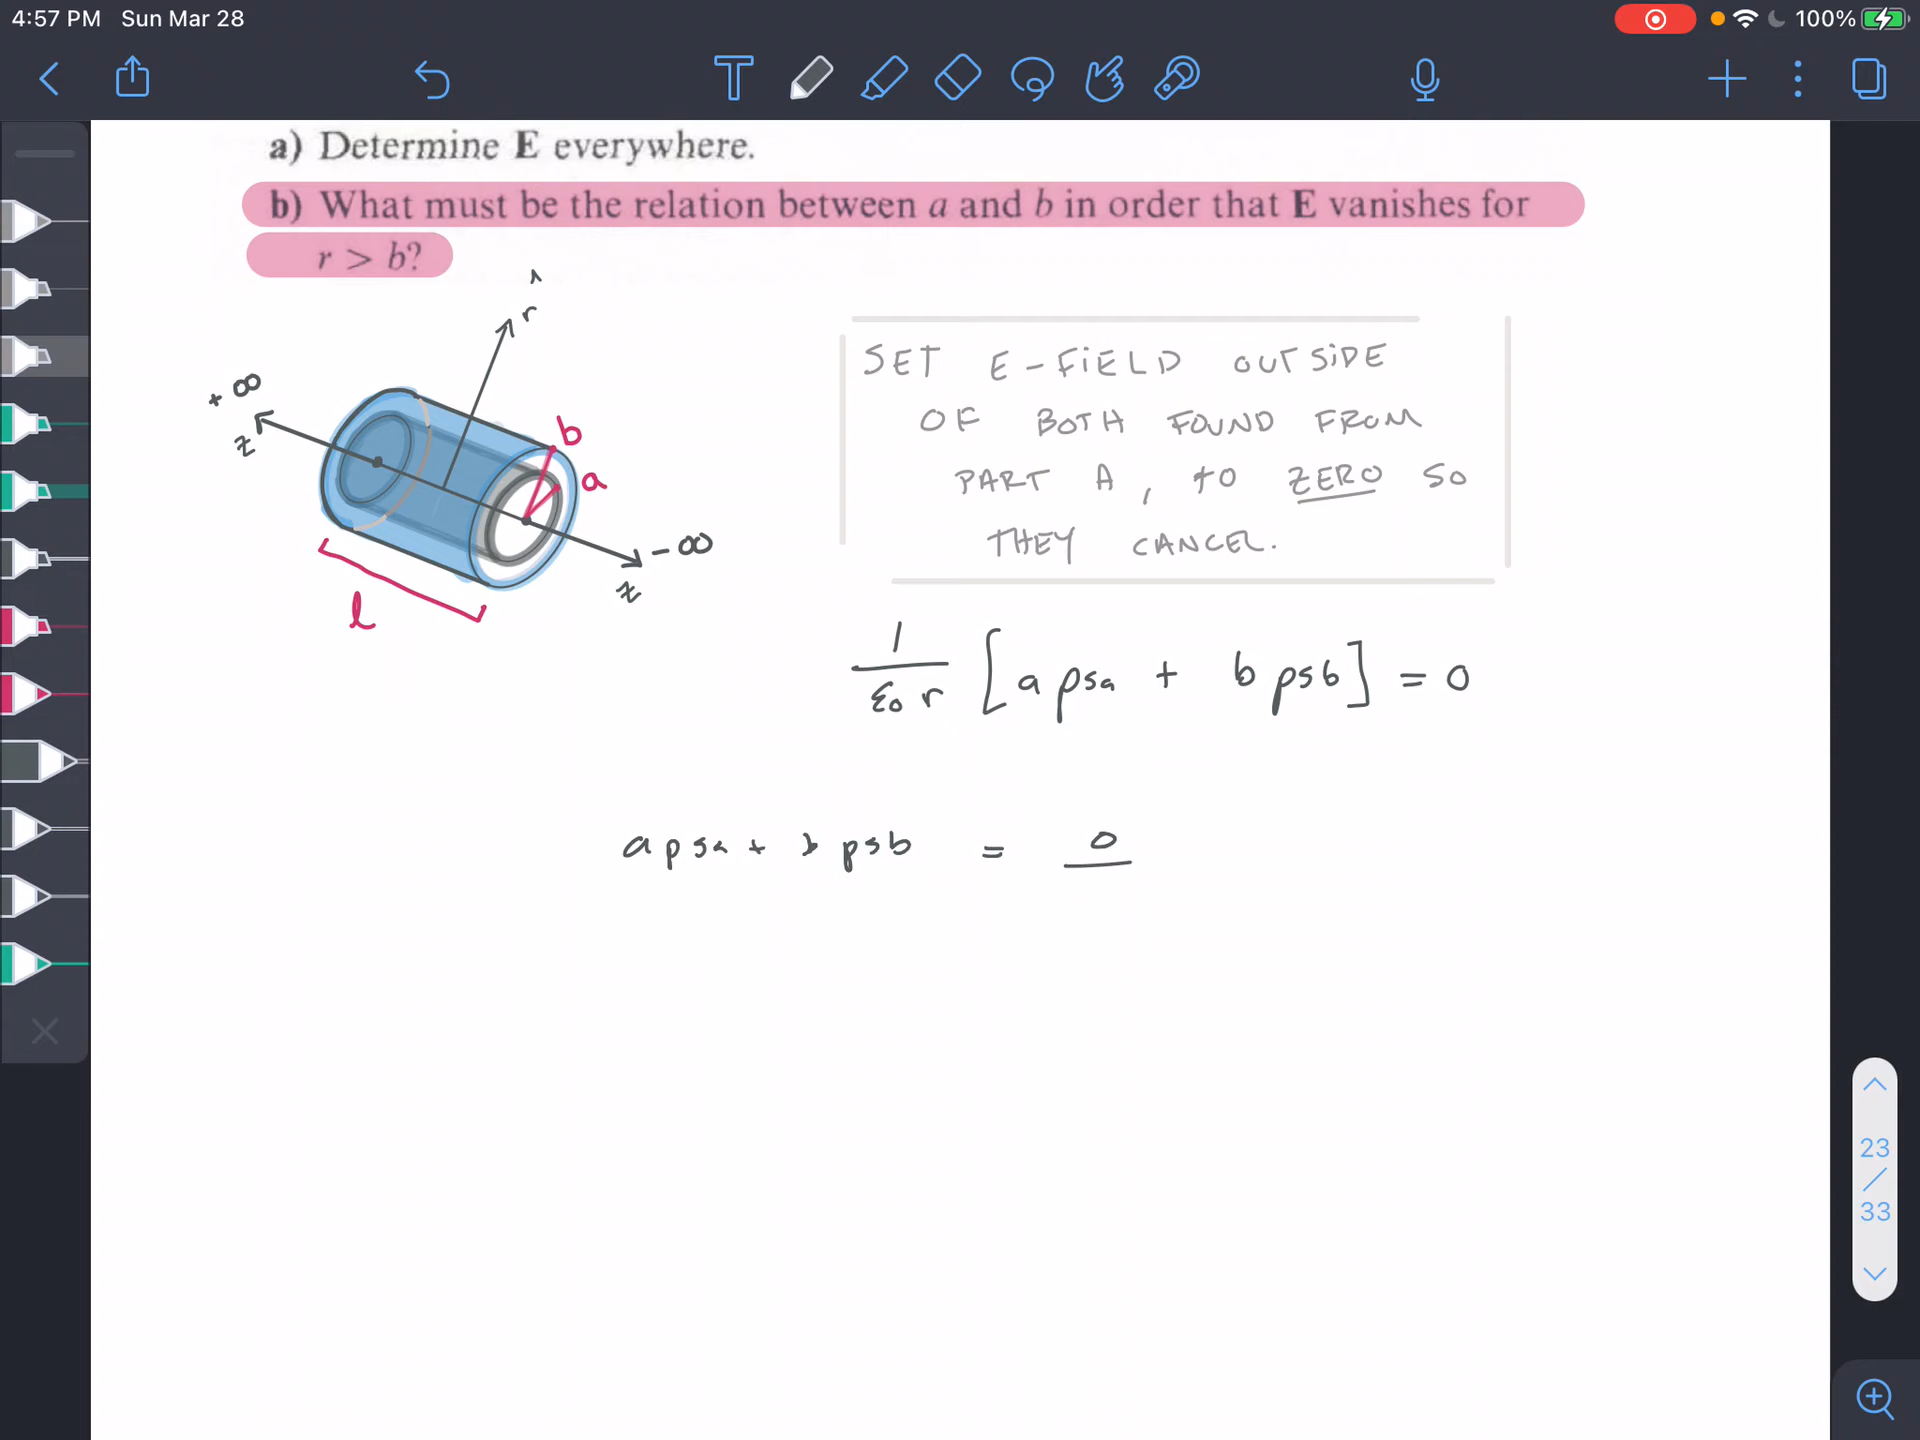 4:57 PM Sun Mar 28
100%
a) Determine E everywhere.
b) What must be the relation between a and b in order that E vanishes for
r > b?
^
r
+ ∞
z
b
a
- ∞
z
l
SET E-FiELD OUTSiDE
OF BOTH FOUND FROM
PART A, to ZERO SO
THEY CANCEL.
1
ε0 r [a ρsa + b ρsb] = 0
a ρsa + b ρsb = 0
23
/
33